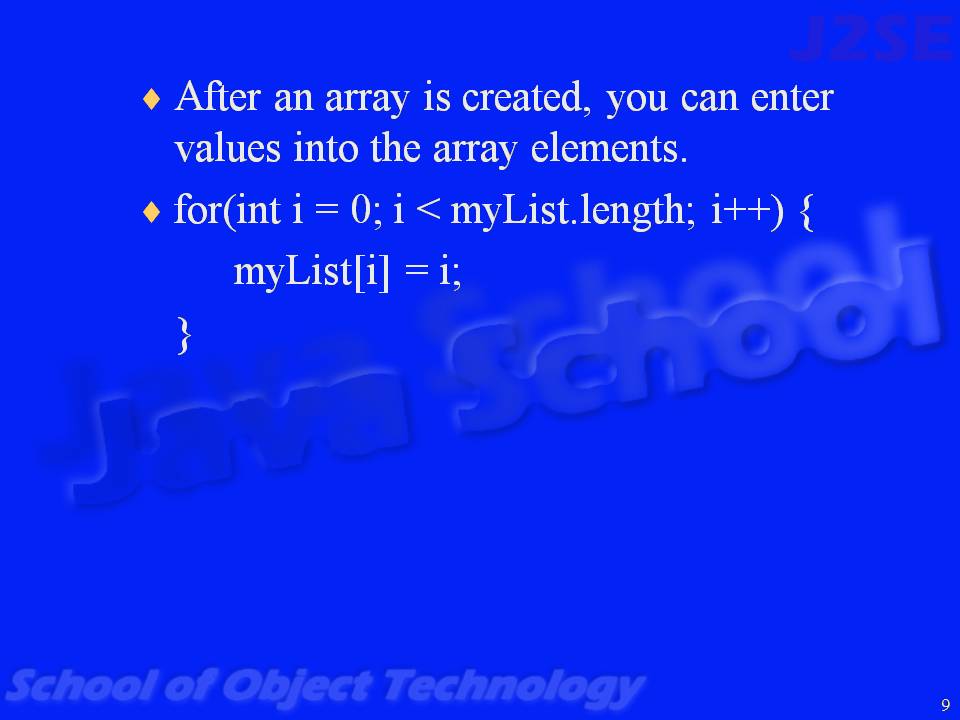 J2SE
After an array is created, you can enter
values into the array elements.
for(int i = 0; i < myList.length; i++) {
myList[i] = i;
}
Java School
School of Object Technology
9